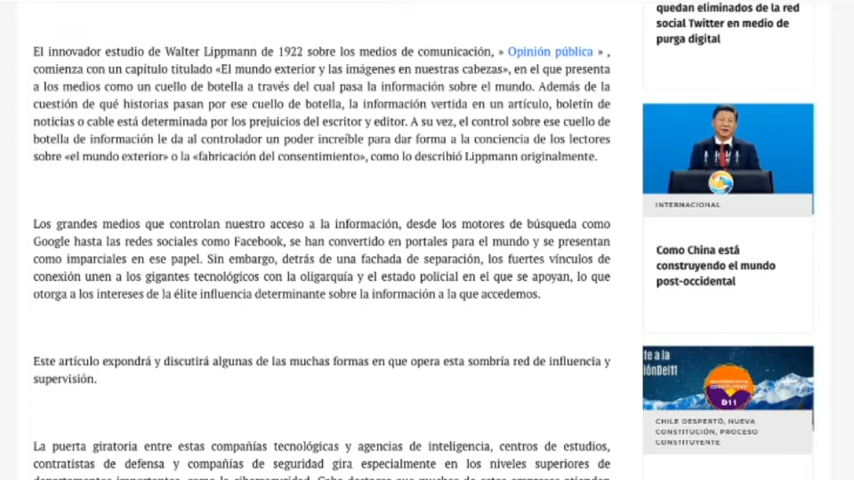 El innovador estudio de Walter Lippmann de 1922 sobre los medios de comunicación, » Opinión pública » ,
comienza con un capítulo titulado «El mundo exterior y las imágenes en nuestras cabezas», en el que presenta
a los medios como un cuello de botella a través del cual pasa la información sobre el mundo. Además de la
cuestión de qué historias pasan por ese cuello de botella, la información vertida en un artículo, boletín de
noticias o cable está determinada por los prejuicios del escritor y editor. A su vez, el control sobre ese cuello de
botella de información le da al controlador un poder increíble para dar forma a la conciencia de los lectores
sobre «el mundo exterior» o la «fabricación del consentimiento», como lo describió Lippmann originalmente.
Los grandes medios que controlan nuestro acceso a la información, desde los motores de búsqueda como
Google hasta las redes sociales como Facebook, se han convertido en portales para el mundo y se presentan
como imparciales en ese papel. Sin embargo, detrás de una fachada de separación, los fuertes vínculos de
conexión unen a los gigantes tecnológicos con la oligarquía y el estado policial en el que se apoyan, lo que
otorga a los intereses de la élite influencia determinante sobre la información a la que accedemos.
Este artículo expondrá y discutirá algunas de las muchas formas en que opera esta sombría red de influencia y
supervisión.
La puerta giratoria entre estas compañías tecnológicas y agencias de inteligencia, centros de estudios,
contratistas de defensa y compañías de seguridad gira especialmente en los niveles superiores de
quedan eliminados de la red
social Twitter en medio de
purga digital
INTERNACIONAL
Como China está
construyendo el mundo
post-occidental
te a la
iónDel11
D11
CHILE DESPERTÓ, NUEVA
CONSTITUCIÓN, PROCESO
CONSTITUYENTE